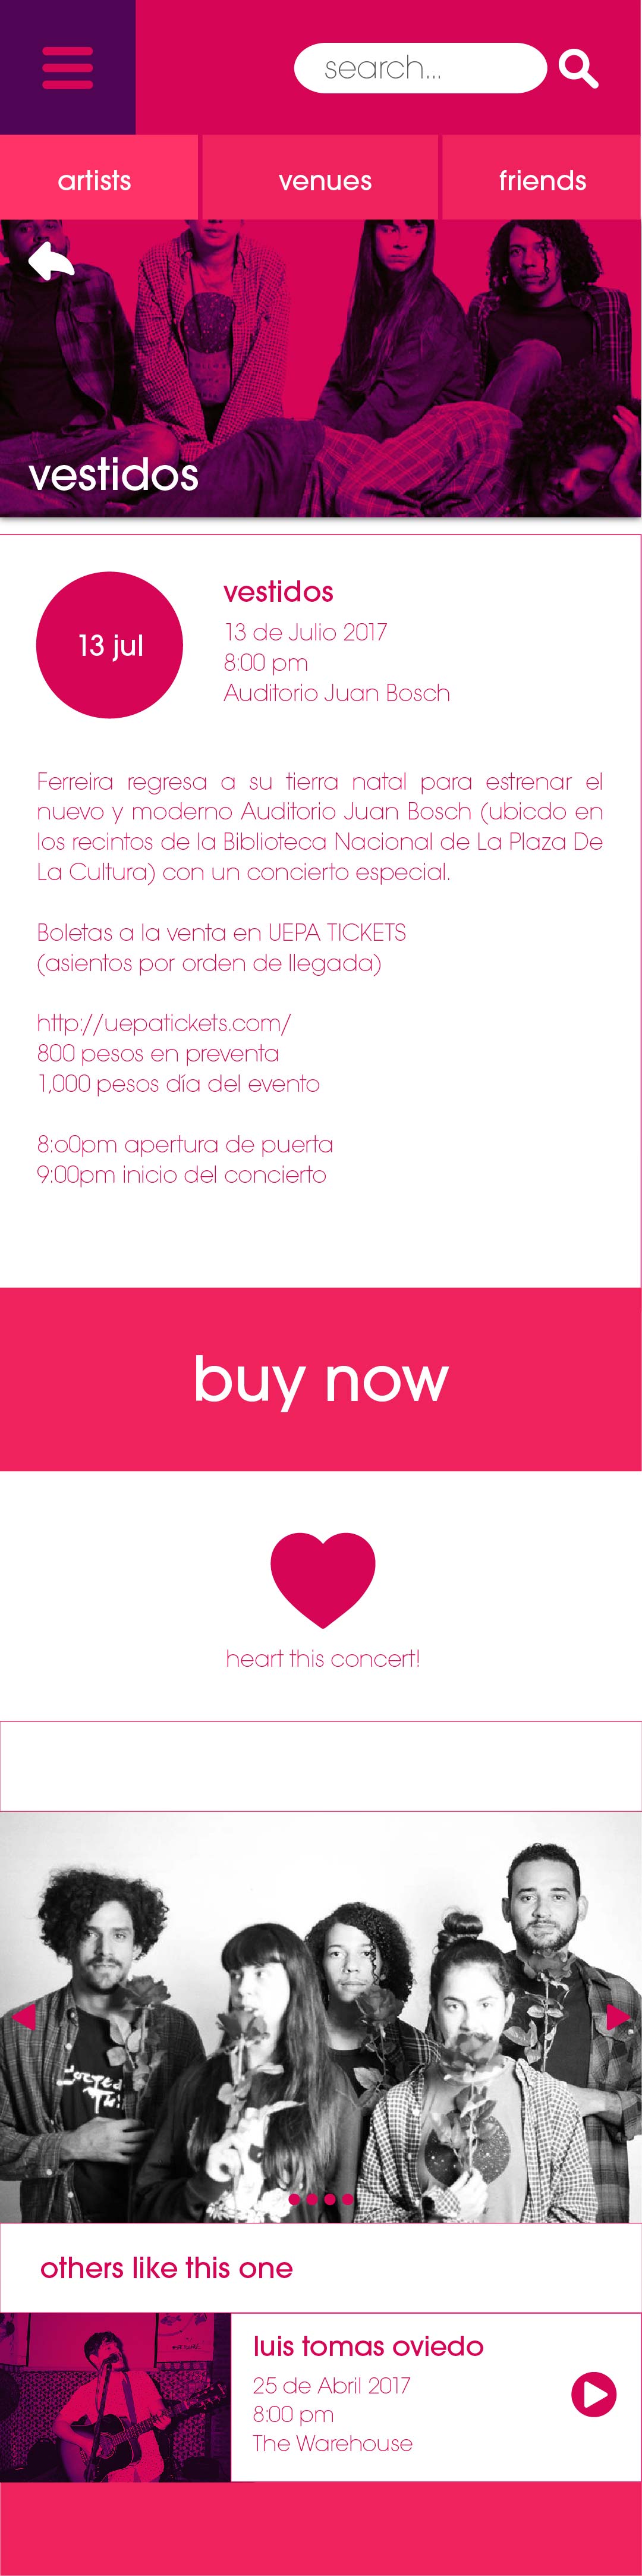 search...
artists
venues
friends
vestidos
13 jul
vestidos
13 de Julio 2017
8:00 pm
Auditorio Juan Bosch
Ferreira regresa a su tierra natal para estrenar el
nuevo y moderno Auditorio Juan Bosch (ubicdo en
los recintos de la Biblioteca Nacional de La Plaza De
La Cultura) con un concierto especial.
Boletas a la venta en UEPA TICKETS
(asientos por orden de llegada)
http://uepatickets.com/
800 pesos en preventa
1,000 pesos día del evento
8:o0pm apertura de puerta
9:00pm inicio del concierto
buy now
heart this concert!
others like this one
luis tomas oviedo
25 de Abril 2017
8:00 pm
The Warehouse